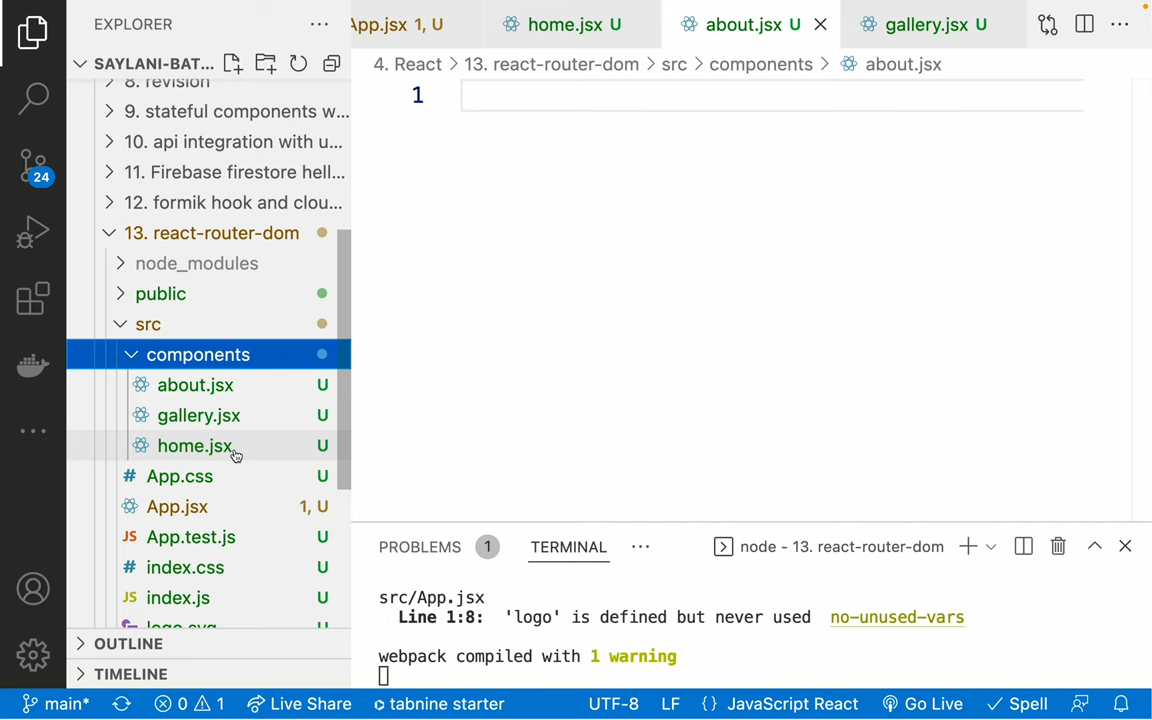 EXPLORER
SAYLANI-BAT...
8. revision
9. stateful components w...
10. api integration with u...
11. Firebase firestore hell...
12. formik hook and clou...
13. react-router-dom
node_modules
public
src
components
about.jsx U
gallery.jsx U
home.jsx U
# App.css U
App.jsx 1, U
JS App.test.js U
# index.css U
JS index.js U
logo.svg U
OUTLINE
TIMELINE
24
App.jsx 1, U
home.jsx U
about.jsx U
gallery.jsx U
4. React > 13. react-router-dom > src > components > about.jsx
1
PROBLEMS 1 TERMINAL
node - 13. react-router-dom
src/App.jsx
Line 1:8: 'logo' is defined but never used no-unused-vars
webpack compiled with 1 warning
main* 0 1 Live Share tabnine starter UTF-8 LF {} JavaScript React Go Live Spell